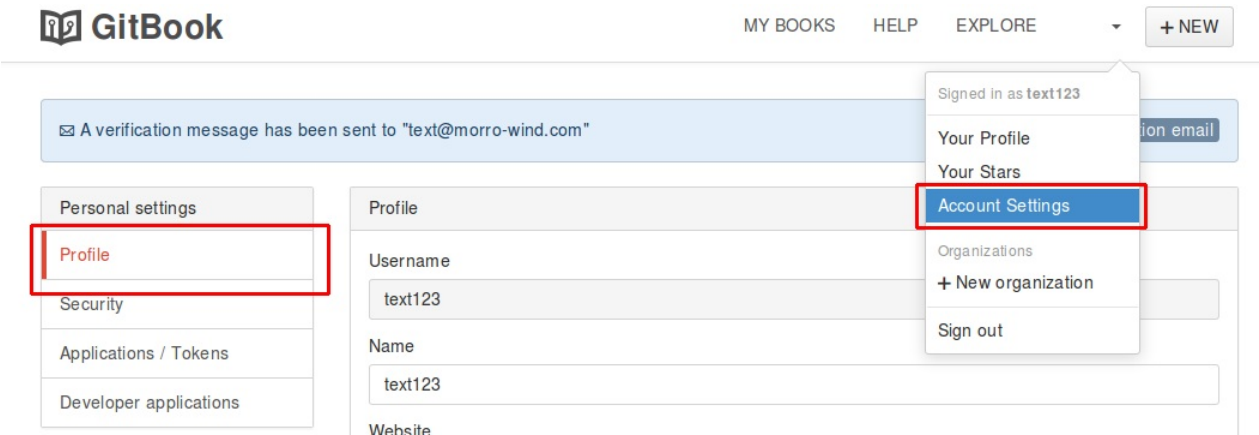 GitBook
MY BOOKS HELP EXPLORE + NEW
Signed in as text123
Your Profile
Your Stars
Account Settings
Organizations
+ New organization
Sign out
A verification message has been sent to "text@morro-wind.com"
email
Personal settings
Profile
Security
Applications / Tokens
Developer applications
Profile
Username
text123
Name
text123
Website